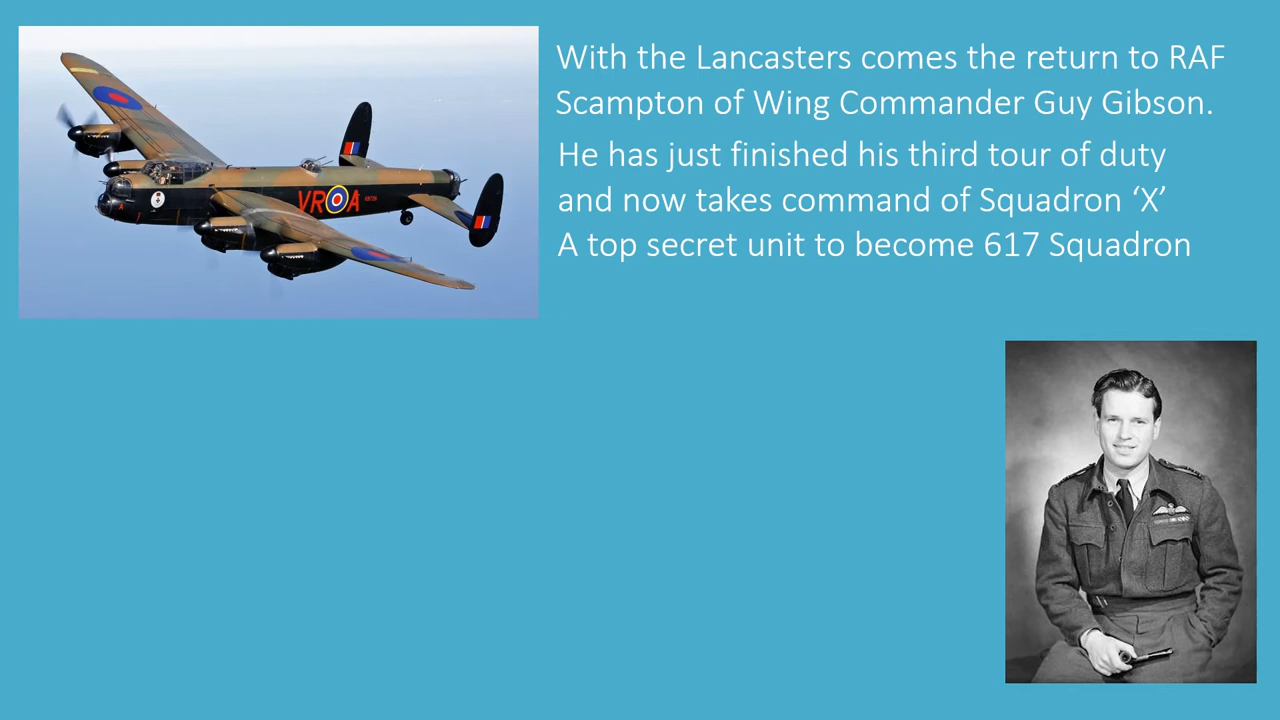 With the Lancasters comes the return to RAF
Scampton of Wing Commander Guy Gibson.
He has just finished his third tour of duty
and now takes command of Squadron ‘X’
A top secret unit to become 617 Squadron
VR A